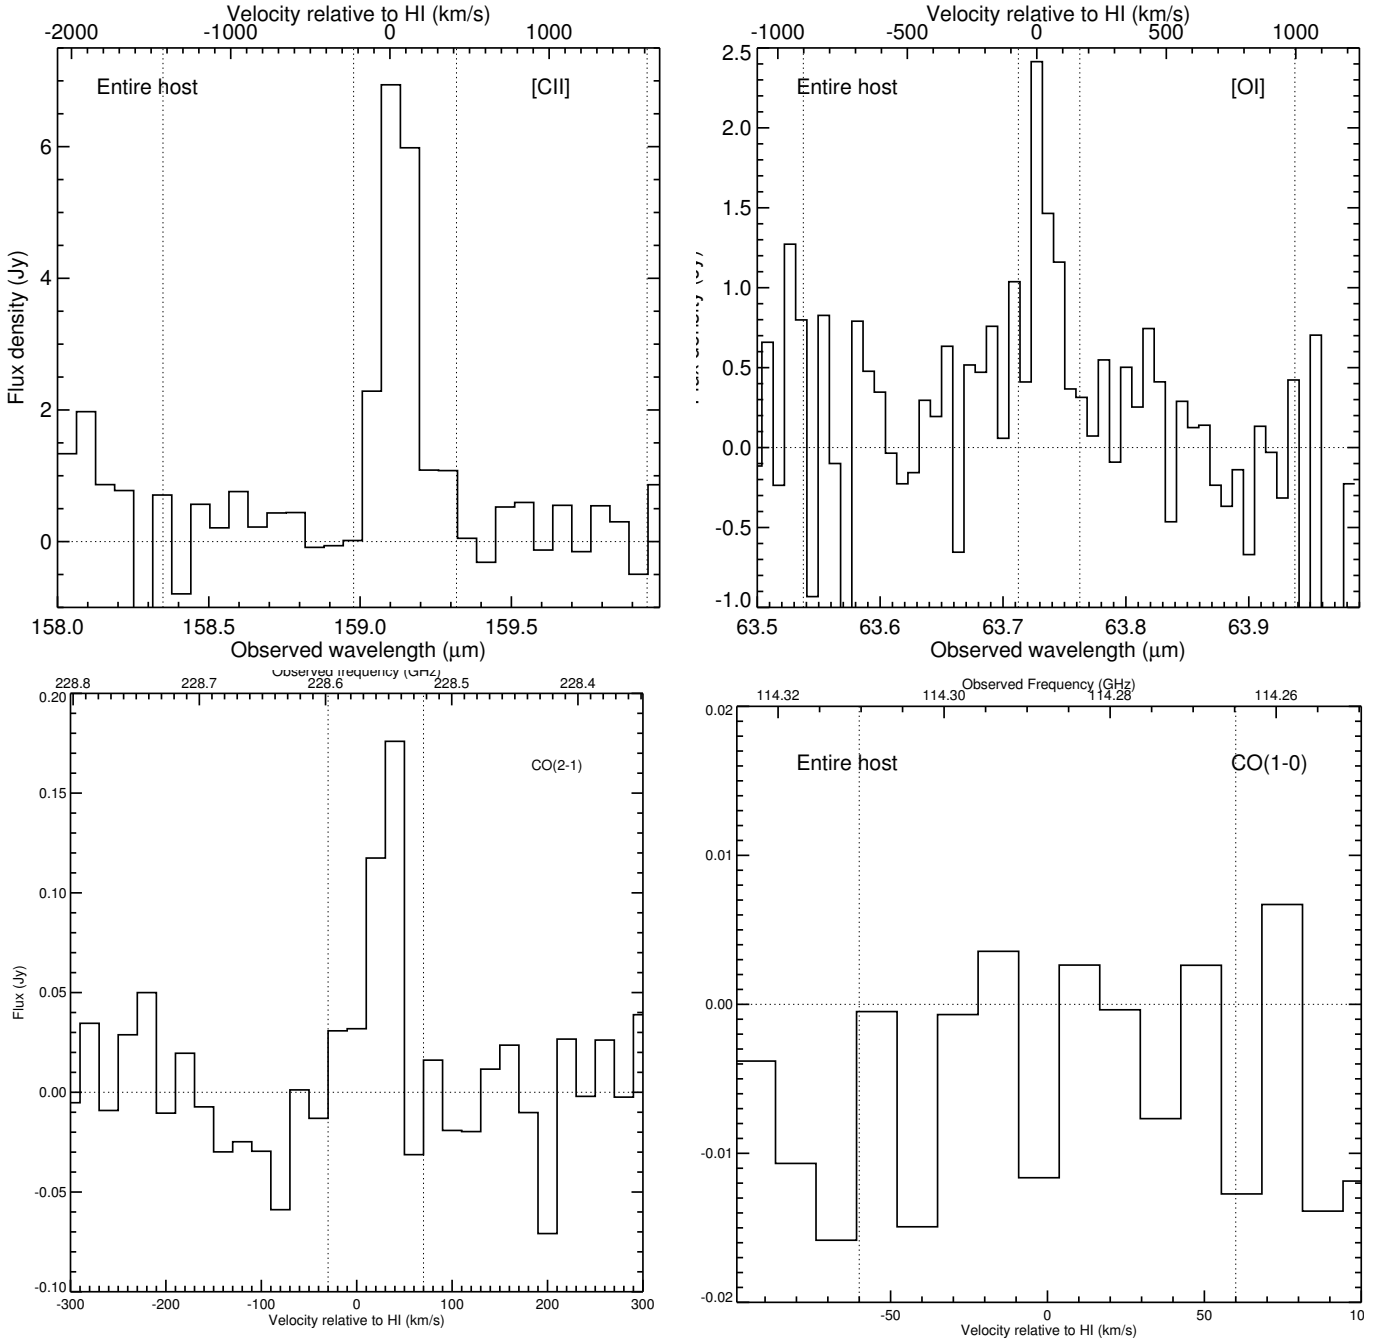 Velocity relative to HI (km/s)
-2000 -1000 0 1000
Entire host [CII]
6
4
2
0
Flux density (Jy)
158.0 158.5 159.0 159.5
Observed wavelength (μm)
Velocity relative to HI (km/s)
-1000 -500 0 500 1000
Entire host [OI]
2.5
2.0
1.5
1.0
0.5
0.0
-0.5
-1.0
63.5 63.6 63.7 63.8 63.9
Observed wavelength (μm)
Observed frequency (GHz)
228.8 228.7 228.6 228.5 228.4
CO(2-1)
0.20
0.15
0.10
0.05
0.00
-0.05
-0.10
Flux (Jy)
-300 -200 -100 0 100 200 300
Velocity relative to HI (km/s)
Observed Frequency (GHz)
114.32 114.30 114.28 114.26
Entire host CO(1-0)
0.02
0.01
0.00
-0.01
-0.02
-50 0 50 10
Velocity relative to HI (km/s)